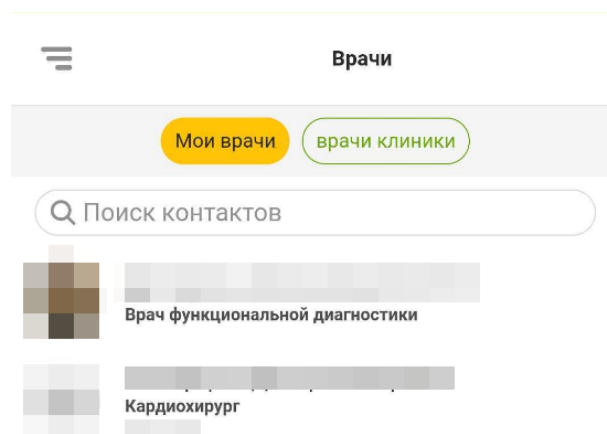 Врачи
Мои врачи
врачи клиники
Поиск контактов
Врач функциональной диагностики
Кардиохирург